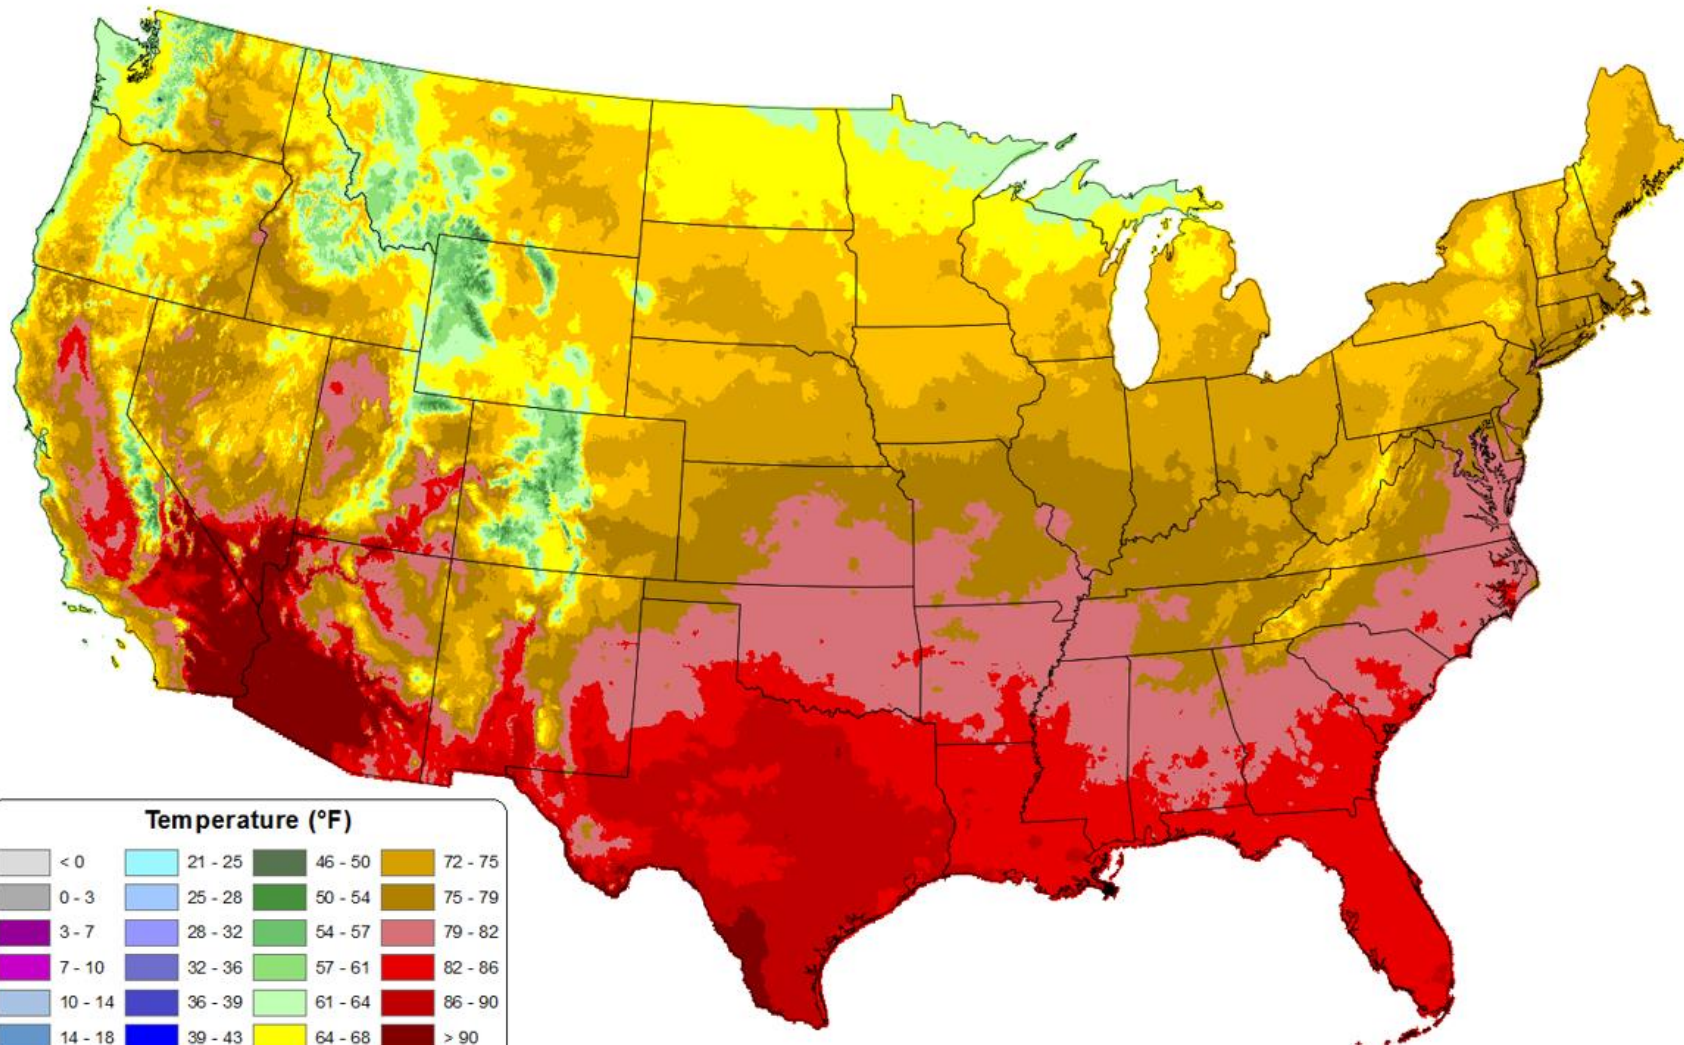 Temperature (°F)
< 0 21 - 25 46 - 50 72 - 75
0 - 3 25 - 28 50 - 54 75 - 79
3 - 7 28 - 32 54 - 57 79 - 82
7 - 10 32 - 36 57 - 61 82 - 86
10 - 14 36 - 39 61 - 64 86 - 90
14 - 18 39 - 43 64 - 68 > 90